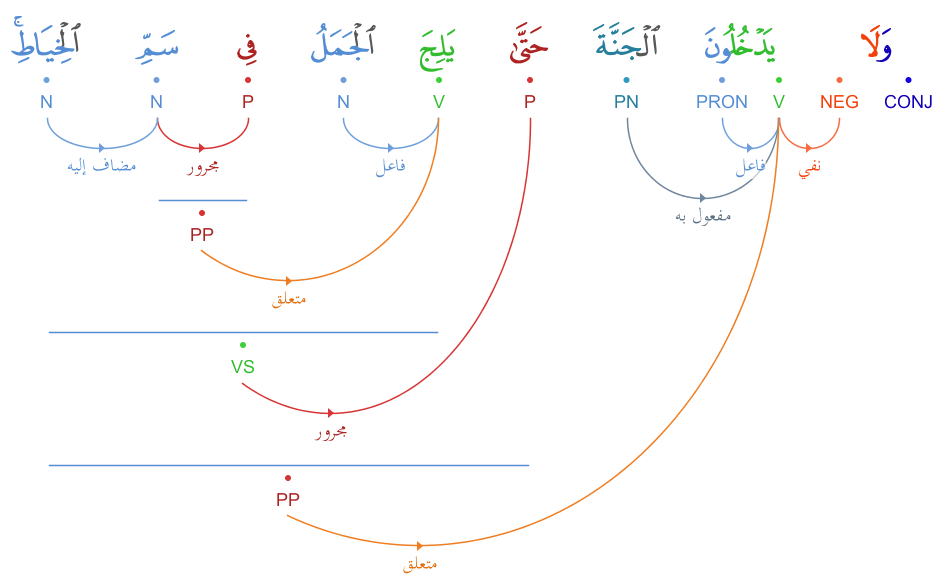 وَلَا يَدْخُلُونَ ٱلْجَنَّةَ حَتَّىٰ يَلِجَ ٱلْجَمَلُ فِى سَمِّ ٱلْخِيَاطِ ۚ
N N P N V P PN PRON V NEG CONJ
مضاف إليه مجرور فاعل فاعل نفي
مفعول به
PP
متعلق
VS
مجرور
PP
متعلق